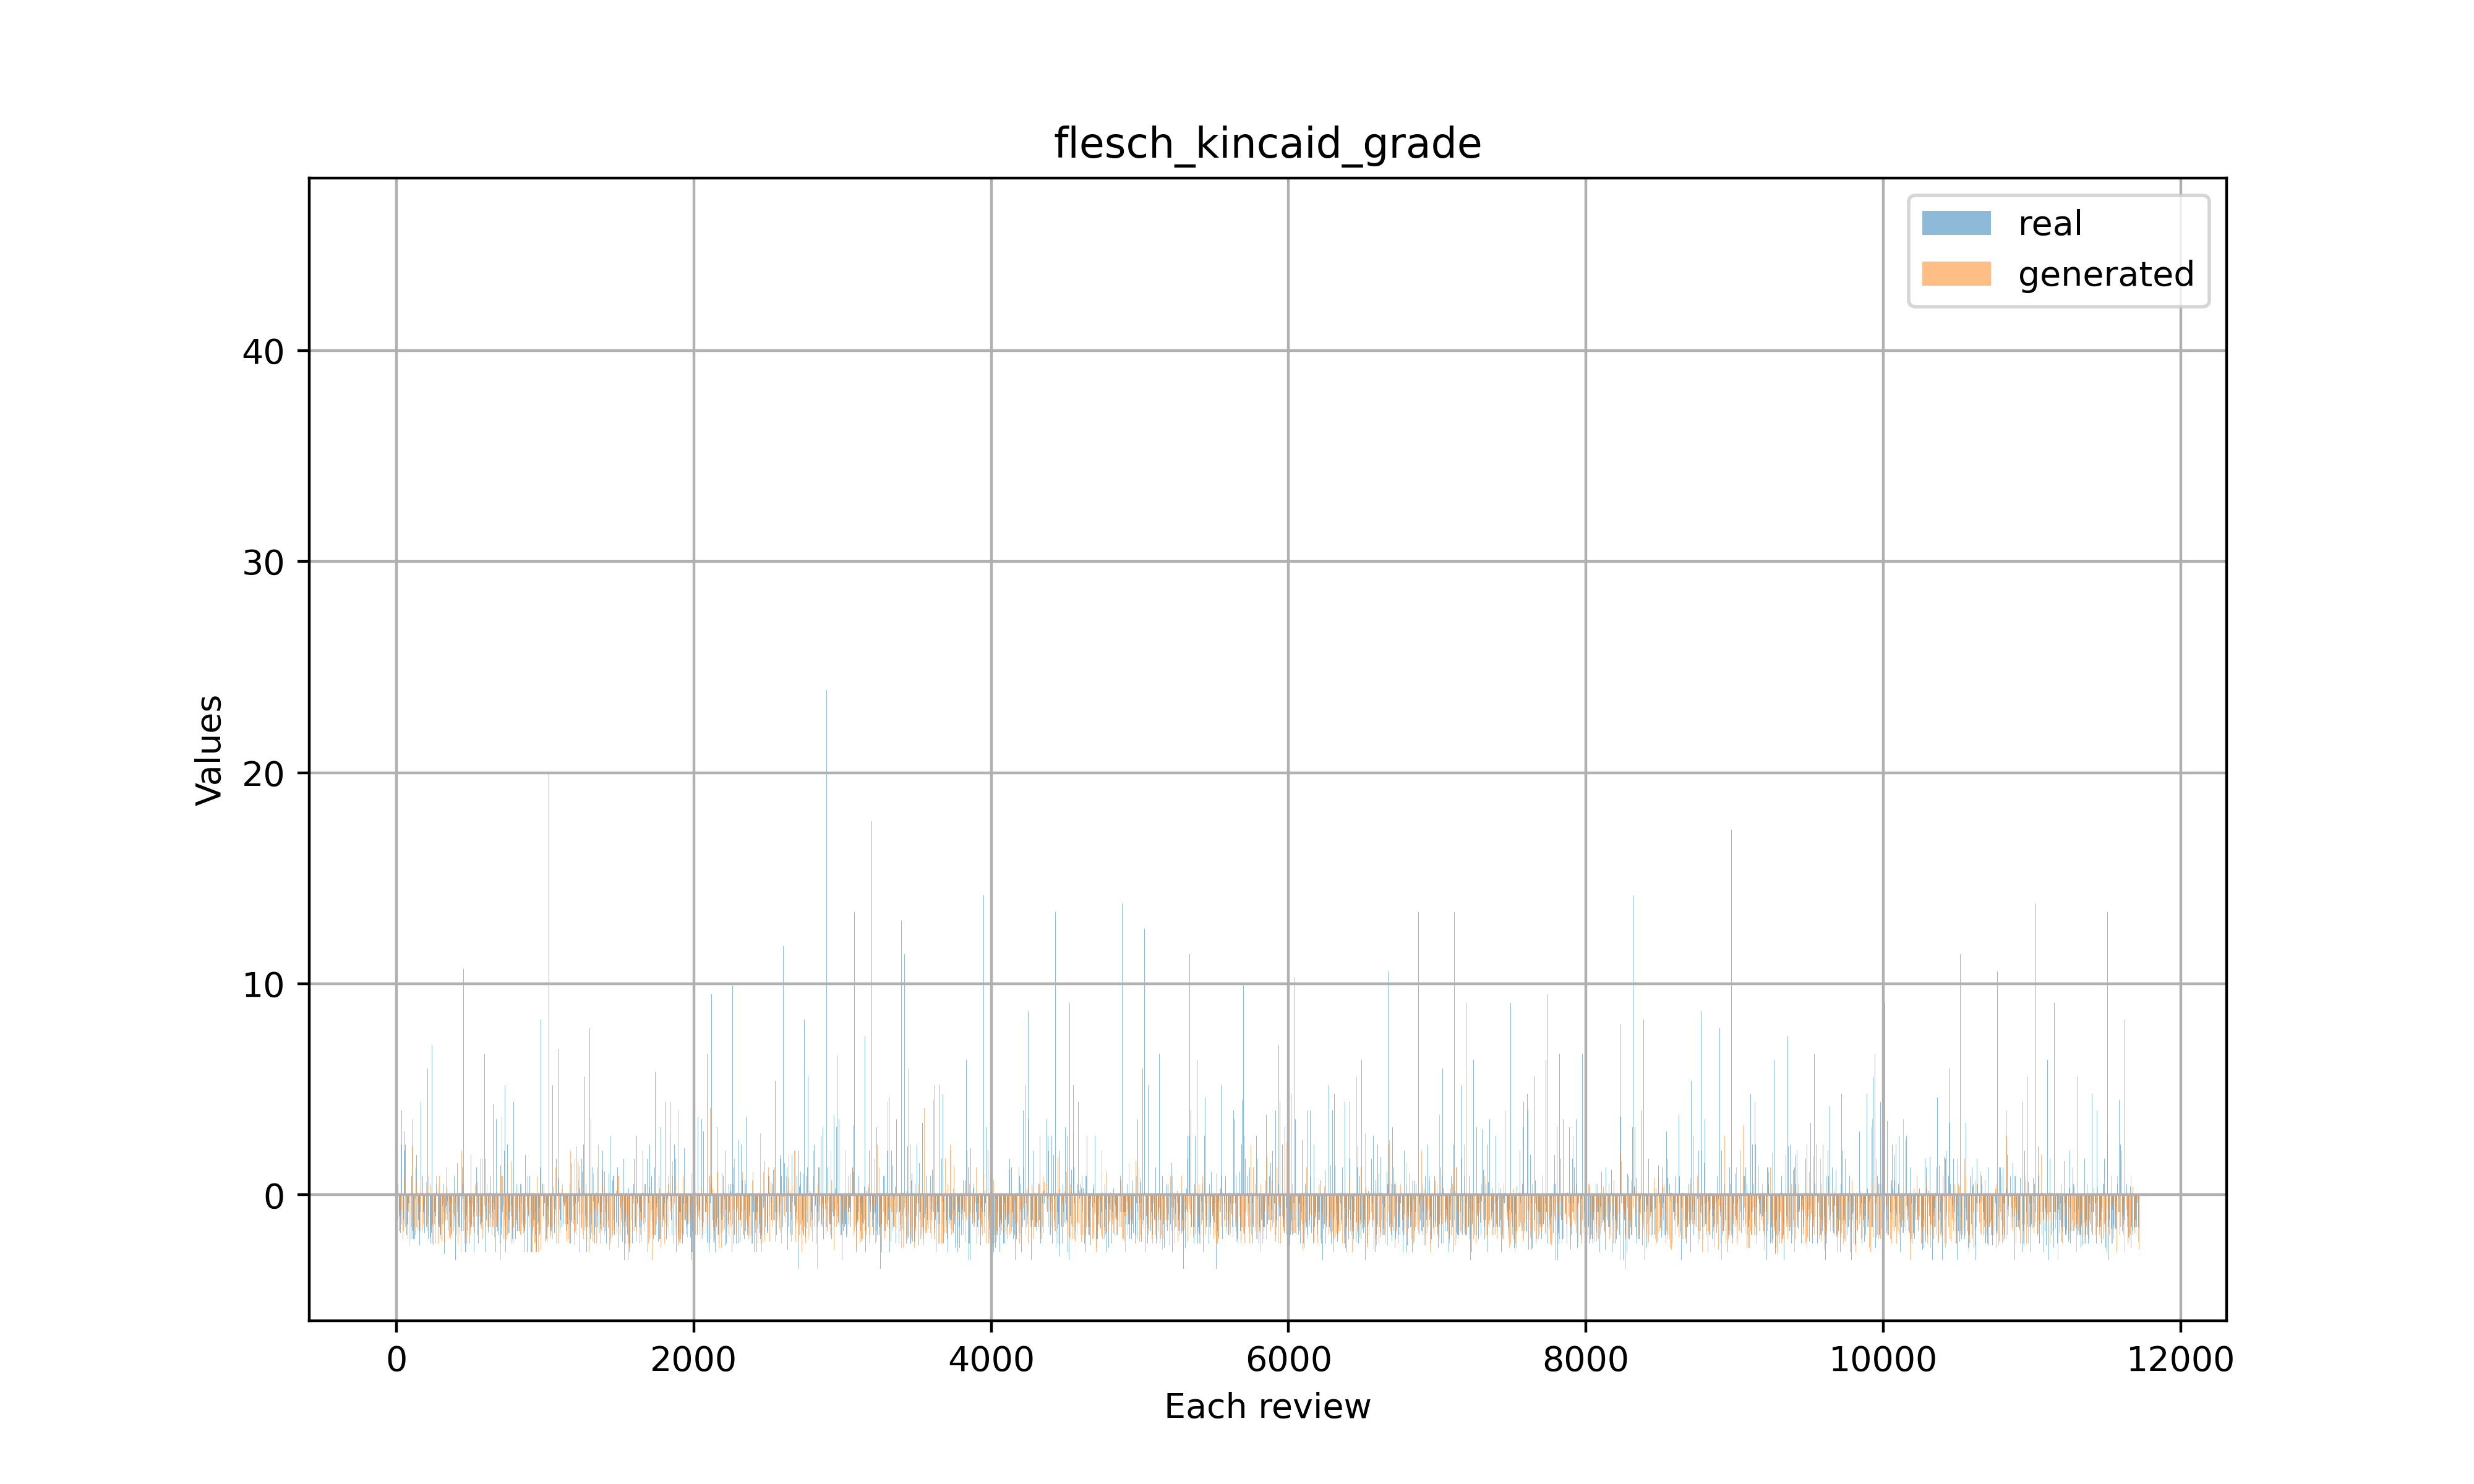 flesch_kincaid_grade
real
generated
Values
40
30
20
10
0
0 2000 4000 6000 8000 10000 12000
Each review